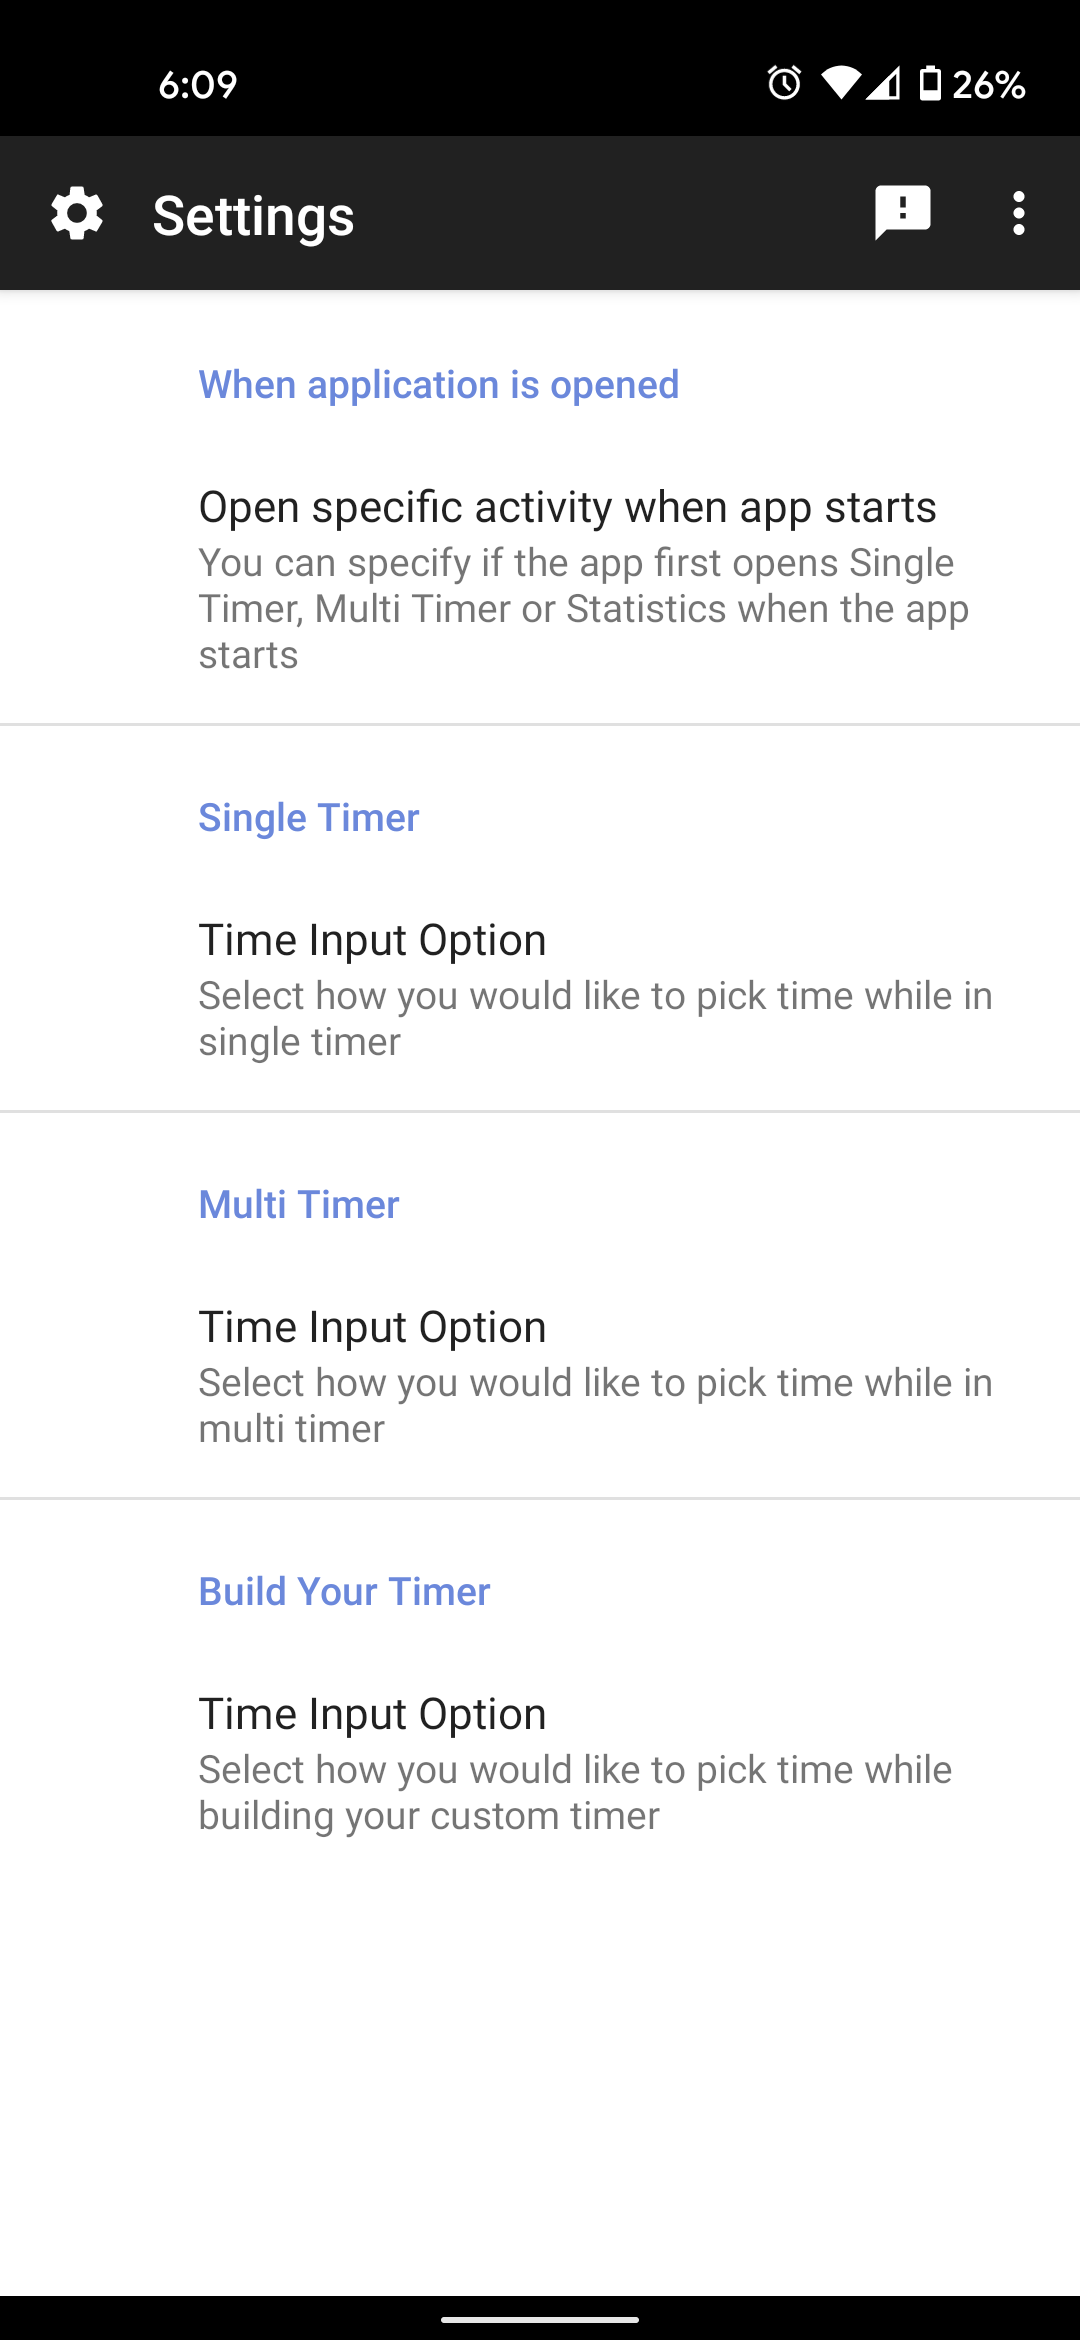 6:09
26%
Settings
When application is opened
Open specific activity when app starts
You can specify if the app first opens Single
Timer, Multi Timer or Statistics when the app
starts
Single Timer
Time Input Option
Select how you would like to pick time while in
single timer
Multi Timer
Time Input Option
Select how you would like to pick time while in
multi timer
Build Your Timer
Time Input Option
Select how you would like to pick time while
building your custom timer